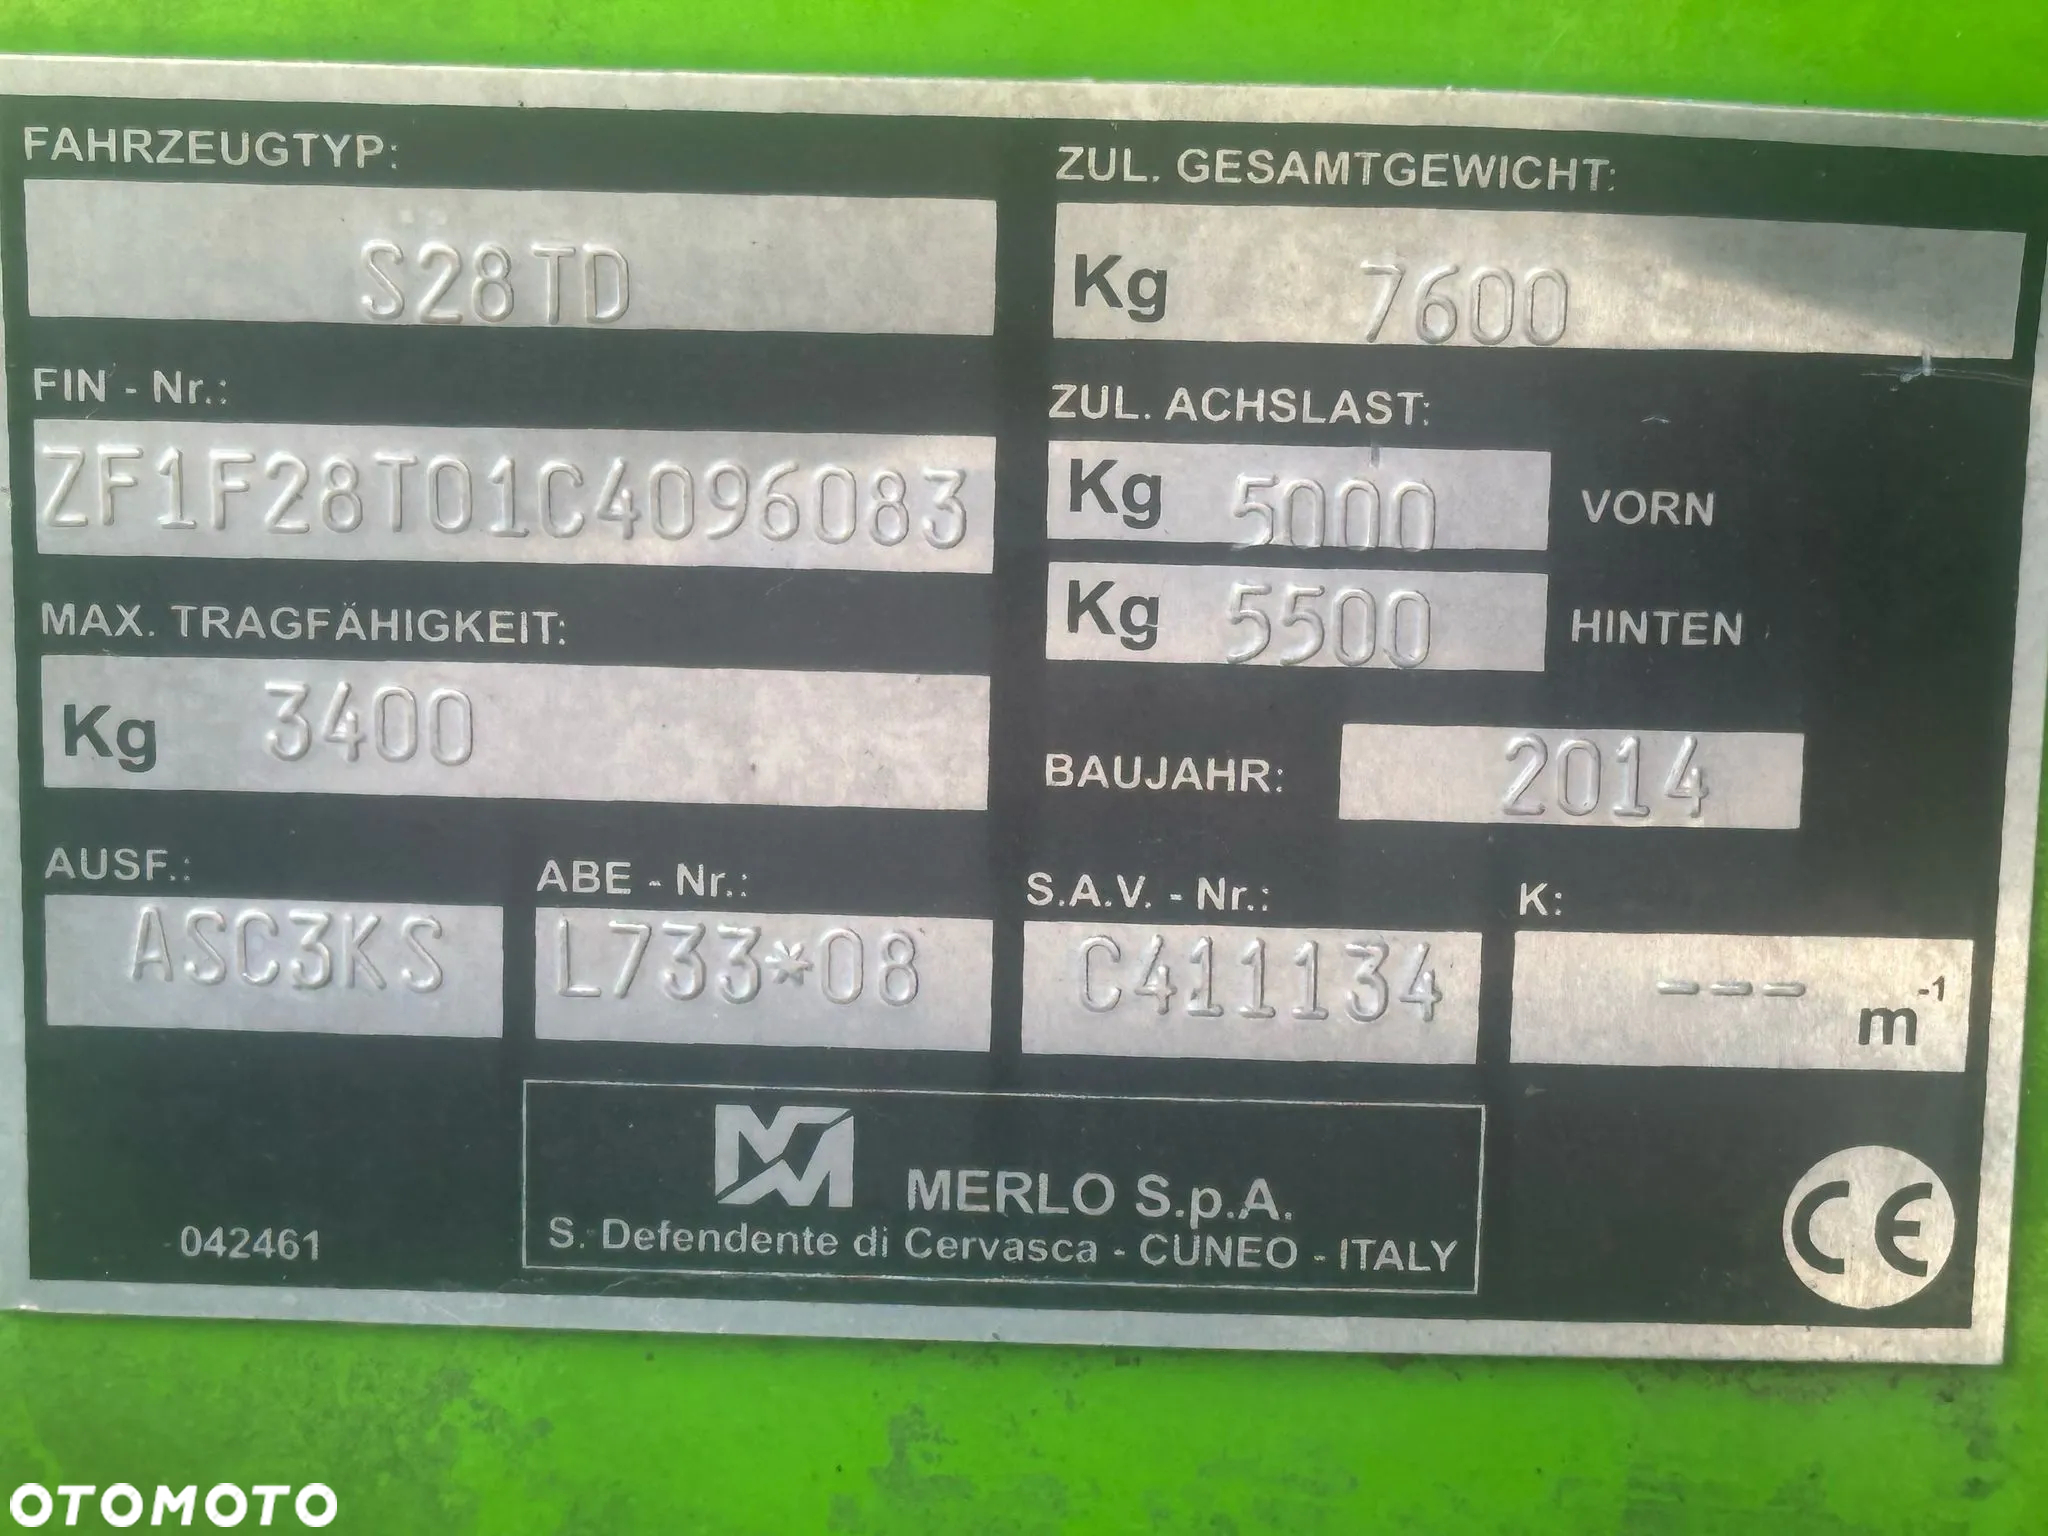 FAHRZEUGTYP:
S28TD
FIN - Nr.:
ZF1F28T01C4096083
MAX. TRAGFÄHIGKEIT:
Kg 3400
ZUL. GESAMTGEWICHT:
Kg 7600
ZUL. ACHSLAST:
Kg 5000 VORN
Kg 5500 HINTEN
BAUJAHR: 2014
AUSF.: ABE - Nr.: S.A.V. - Nr.: K:
ASC3KS L733*08 C411134 --- m-1
MERLO S.p.A.
S. Defendente di Cervasca - CUNEO - ITALY
042461
CE
OTOMOTO